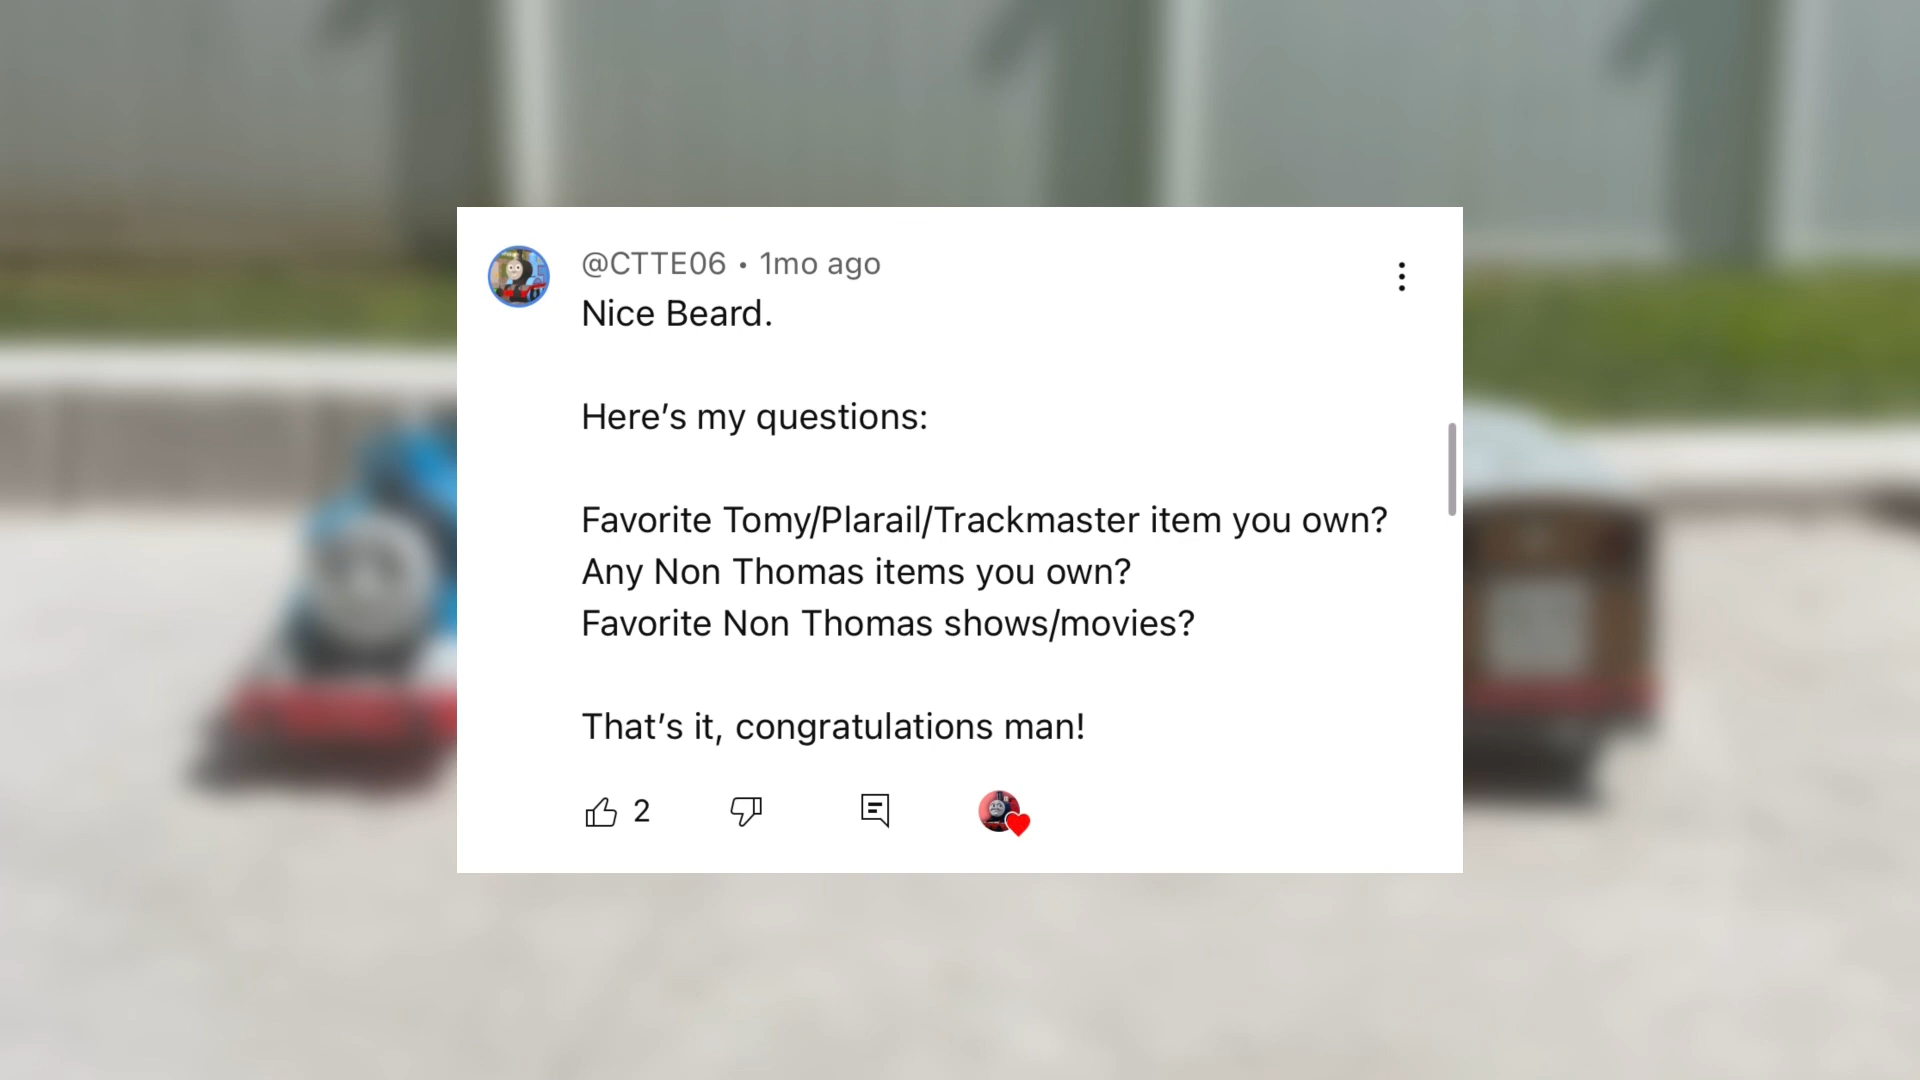 @CTTE06 • 1mo ago
Nice Beard.
Here’s my questions:
Favorite Tomy/Plarail/Trackmaster item you own?
Any Non Thomas items you own?
Favorite Non Thomas shows/movies?
That’s it, congratulations man!
2